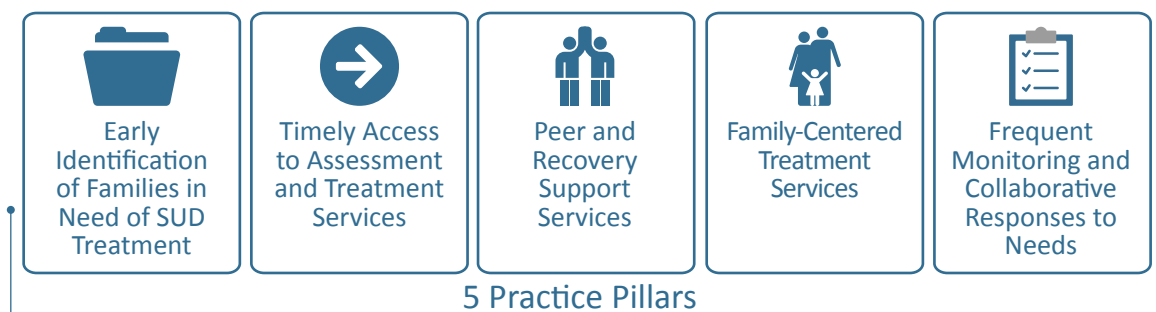 Early
Identification
of Families in
Need of SUD
Treatment
Timely Access
to Assessment
and Treatment
Services
Peer and
Recovery
Support
Services
Family-Centered
Treatment
Services
Frequent
Monitoring and
Collaborative
Responses to
Needs
5 Practice Pillars